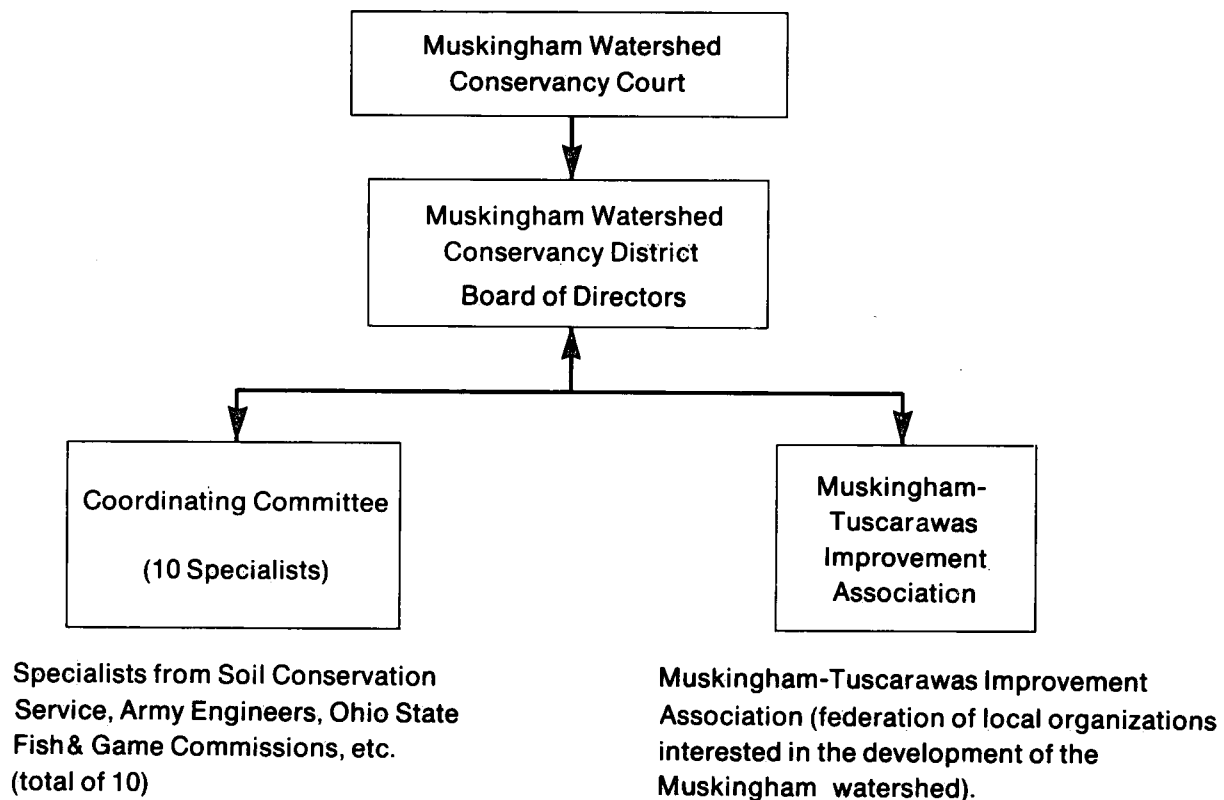 Muskingham Watershed
Conservancy Court
Muskingham Watershed
Conservancy District
Board of Directors
Coordinating Committee
(10 Specialists)
Muskingham-
Tuscarawas
Improvement
Association
Specialists from Soil Conservation
Service, Army Engineers, Ohio State
Fish & Game Commissions, etc.
(total of 10)
Muskingham-Tuscarawas Improvement
Association (federation of local organizations
interested in the development of the
Muskingham watershed).